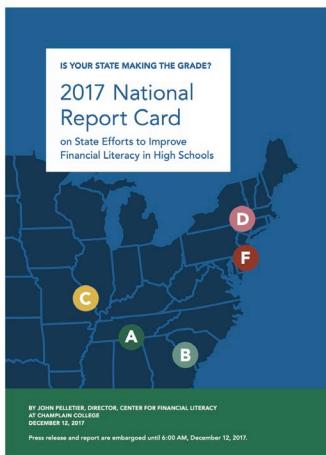 IS YOUR STATE MAKING THE GRADE?
2017 National
Report Card
on State Efforts to Improve
Financial Literacy in High Schools
D
F
C
A
B
BY JOHN PELLETIER, DIRECTOR, CENTER FOR FINANCIAL LITERACY
AT CHAMPLAIN COLLEGE
DECEMBER 12, 2017
Press release and report are embargoed until 6:00 AM, December 12, 2017.